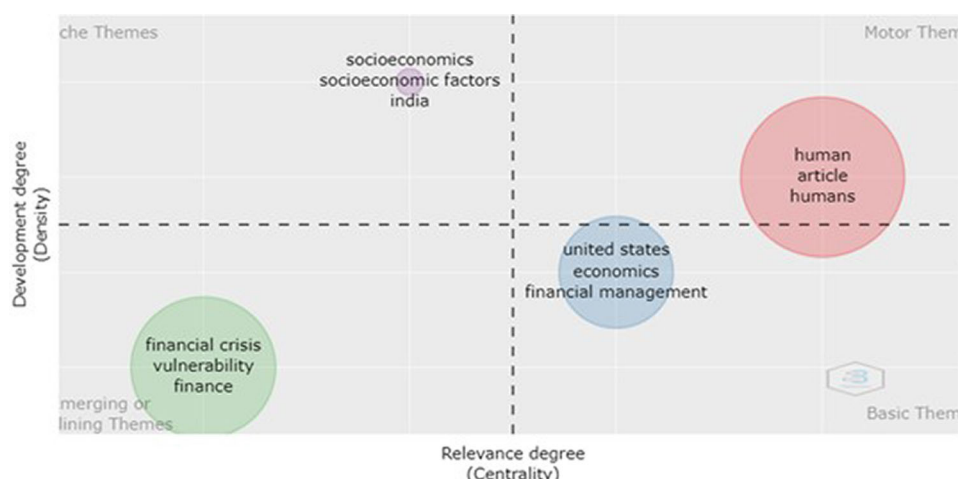 che Themes
Motor Them
socioeconomics
socioeconomic factors
india
human
article
humans
Development degree
(Density)
united states
economics
financial management
financial crisis
vulnerability
finance
merging or
lining Themes
Basic Them
Relevance degree
(Centrality)